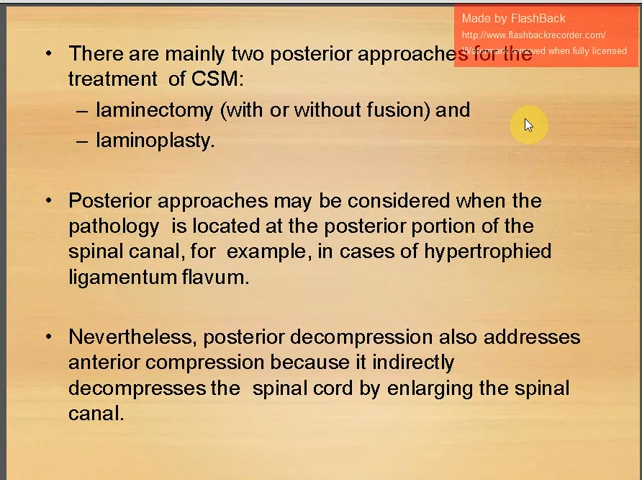 Made by FlashBack
http://www.flashbackrecorder.com/
Watermark removed when fully licensed
• There are mainly two posterior approaches for the
treatment of CSM:
– laminectomy (with or without fusion) and
– laminoplasty.
• Posterior approaches may be considered when the
pathology is located at the posterior portion of the
spinal canal, for example, in cases of hypertrophied
ligamentum flavum.
• Nevertheless, posterior decompression also addresses
anterior compression because it indirectly
decompresses the spinal cord by enlarging the spinal
canal.